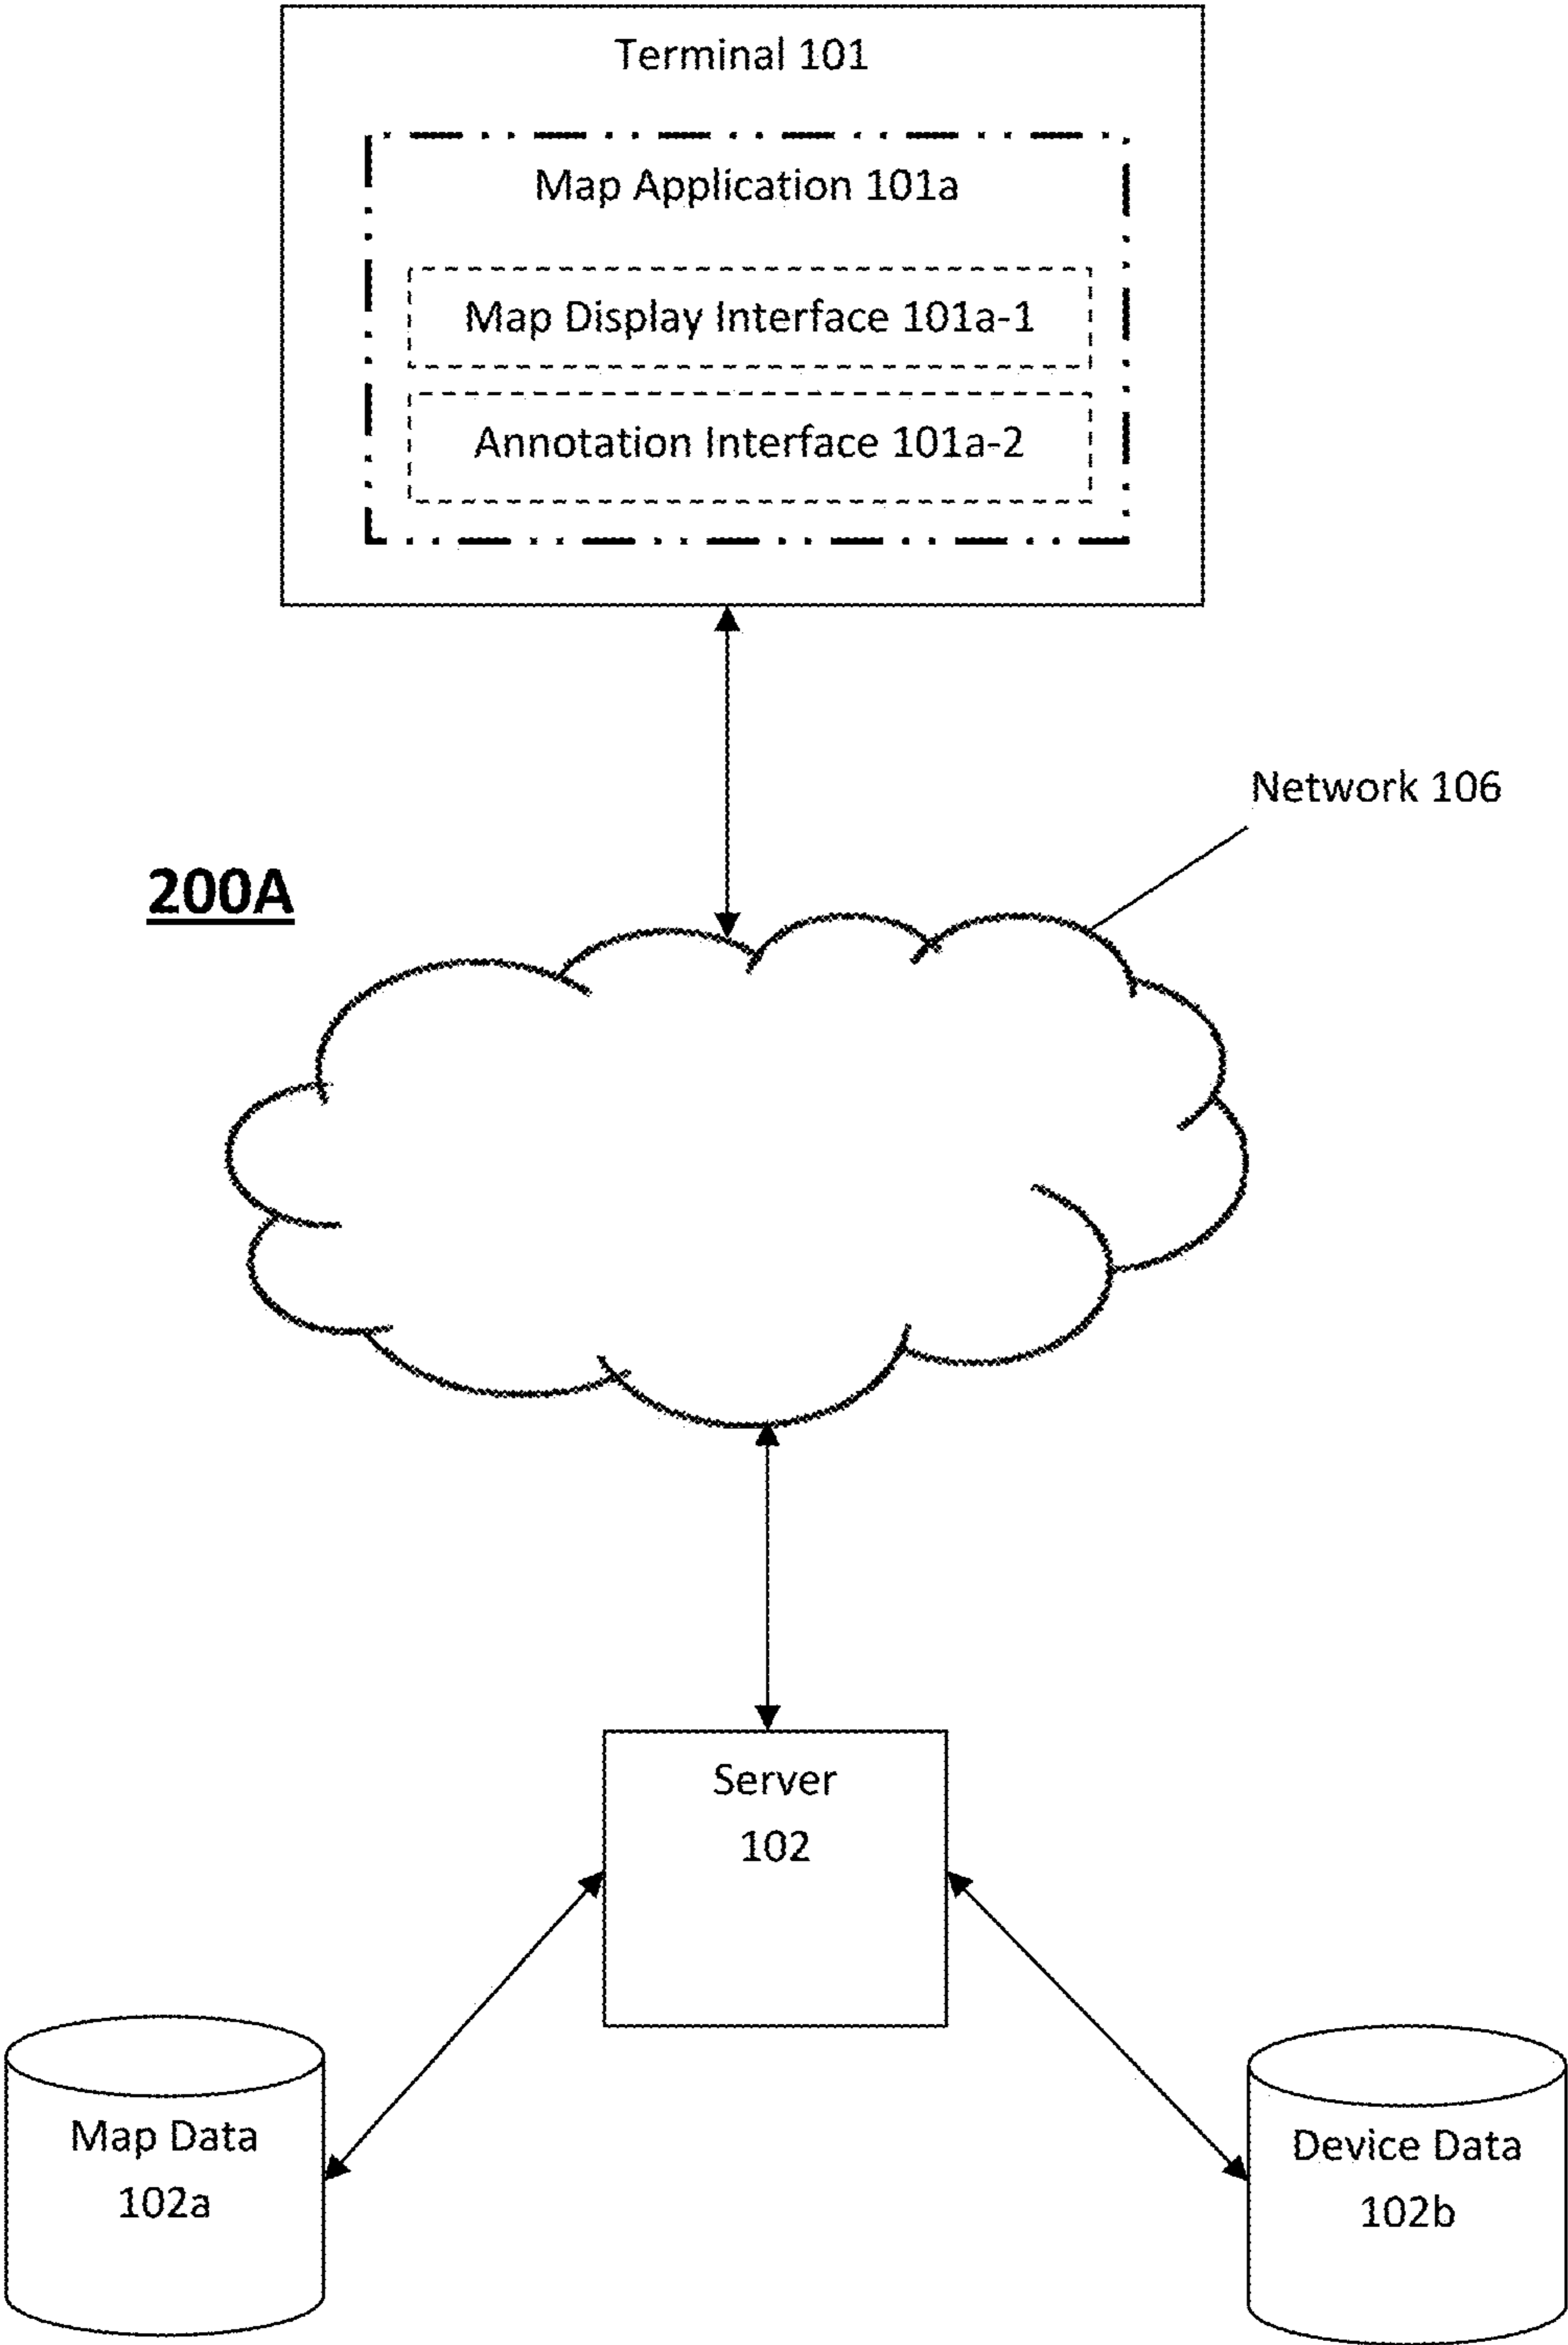 Terminal 101
Map Application 101a
Map Display Interface 101a-1
Annotation Interface 101a-2
Network 106
200A
Server
102
Map Data
102a
Device Data
102b